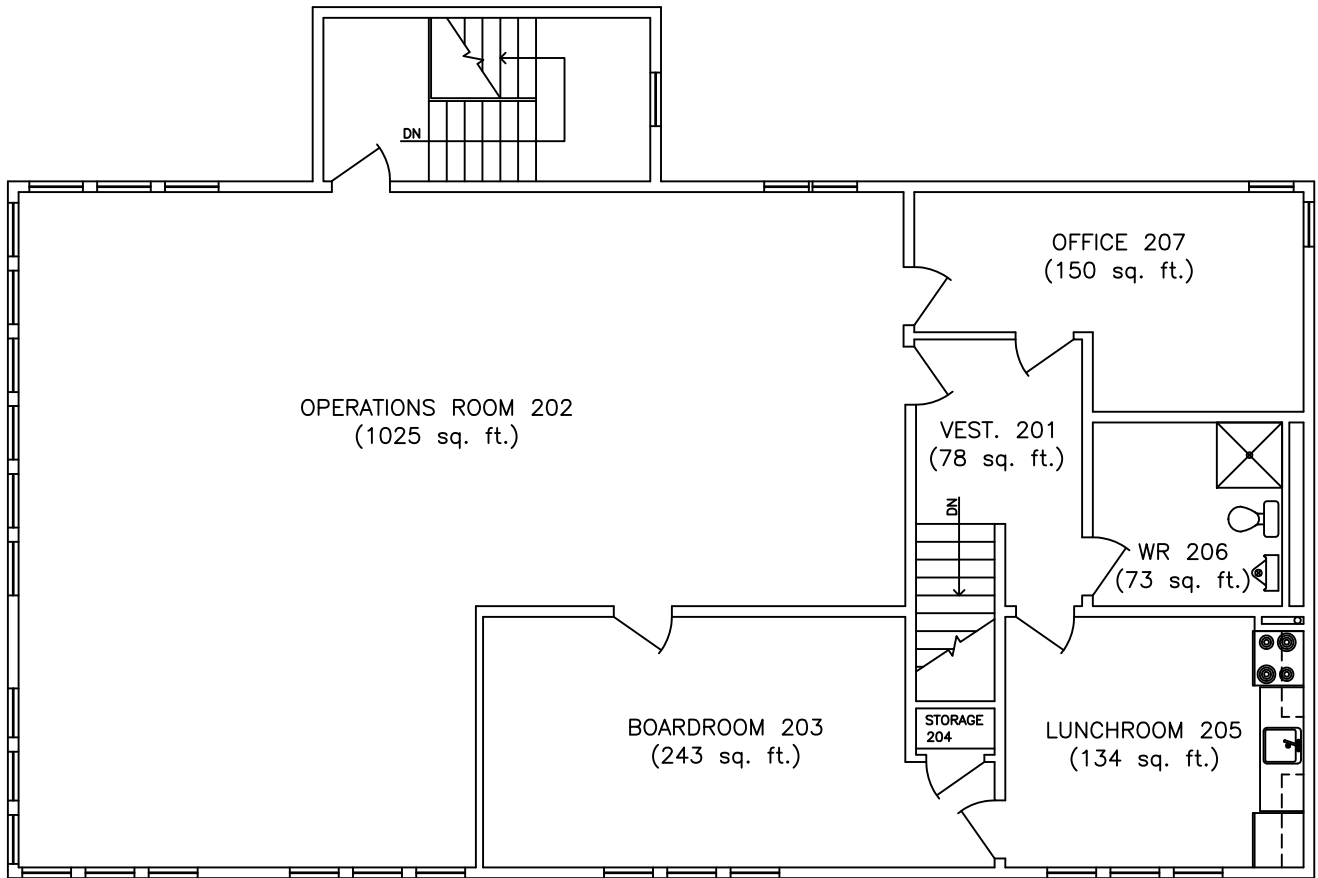 DN
OFFICE 207
(150 sq. ft.)
OPERATIONS ROOM 202
(1025 sq. ft.)
VEST. 201
(78 sq. ft.)
DN
WR 206
(73 sq. ft.)
BOARDROOM 203
(243 sq. ft.)
STORAGE
204
LUNCHROOM 205
(134 sq. ft.)